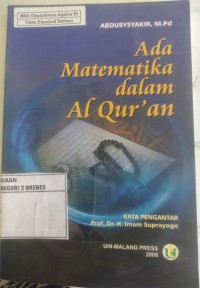 Milik Departemen Agama RI
Tidak Diperjual Belikan
ABDUSYSYAKIR, M.Pd
Ada
Matematika
dalam
Al Qur'an
KAAN
NEGERI 2 BREBES
KATA PENGANTAR
Prof. Dr. H. Imam Suprayogo
UIN-MALANG PRESS
2006